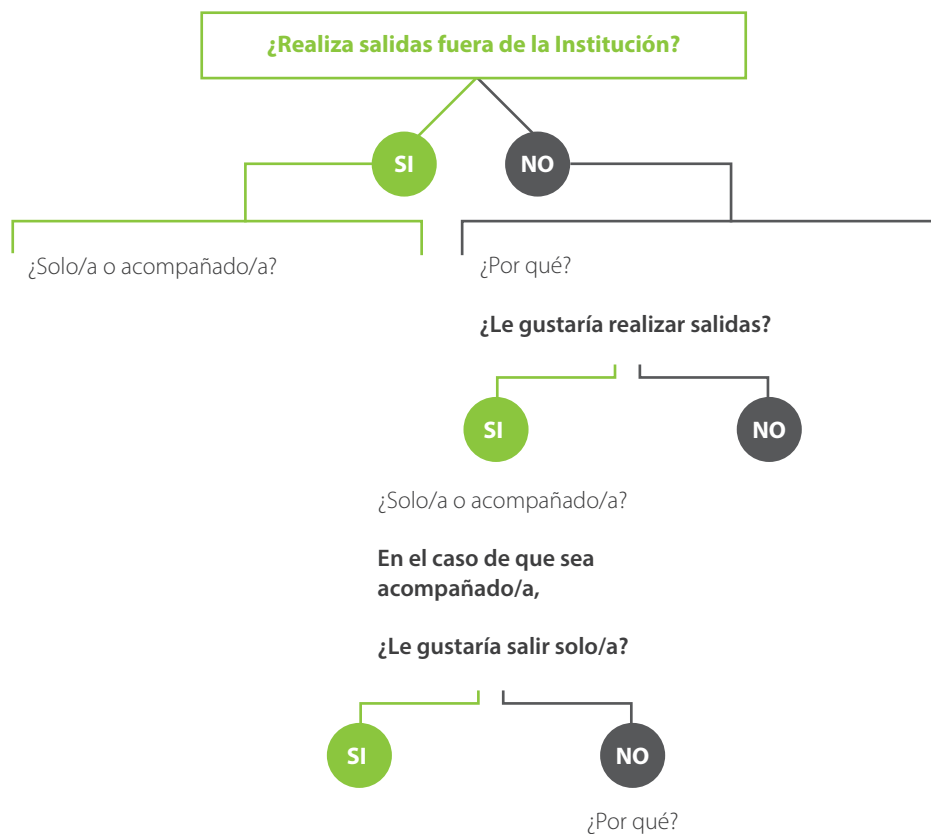 ¿Realiza salidas fuera de la Institución?
SI
NO
¿Solo/a o acompañado/a?
¿Por qué?
¿Le gustaría realizar salidas?
SI
NO
¿Solo/a o acompañado/a?
En el caso de que sea
acompañado/a,
¿Le gustaría salir solo/a?
SI
NO
¿Por qué?